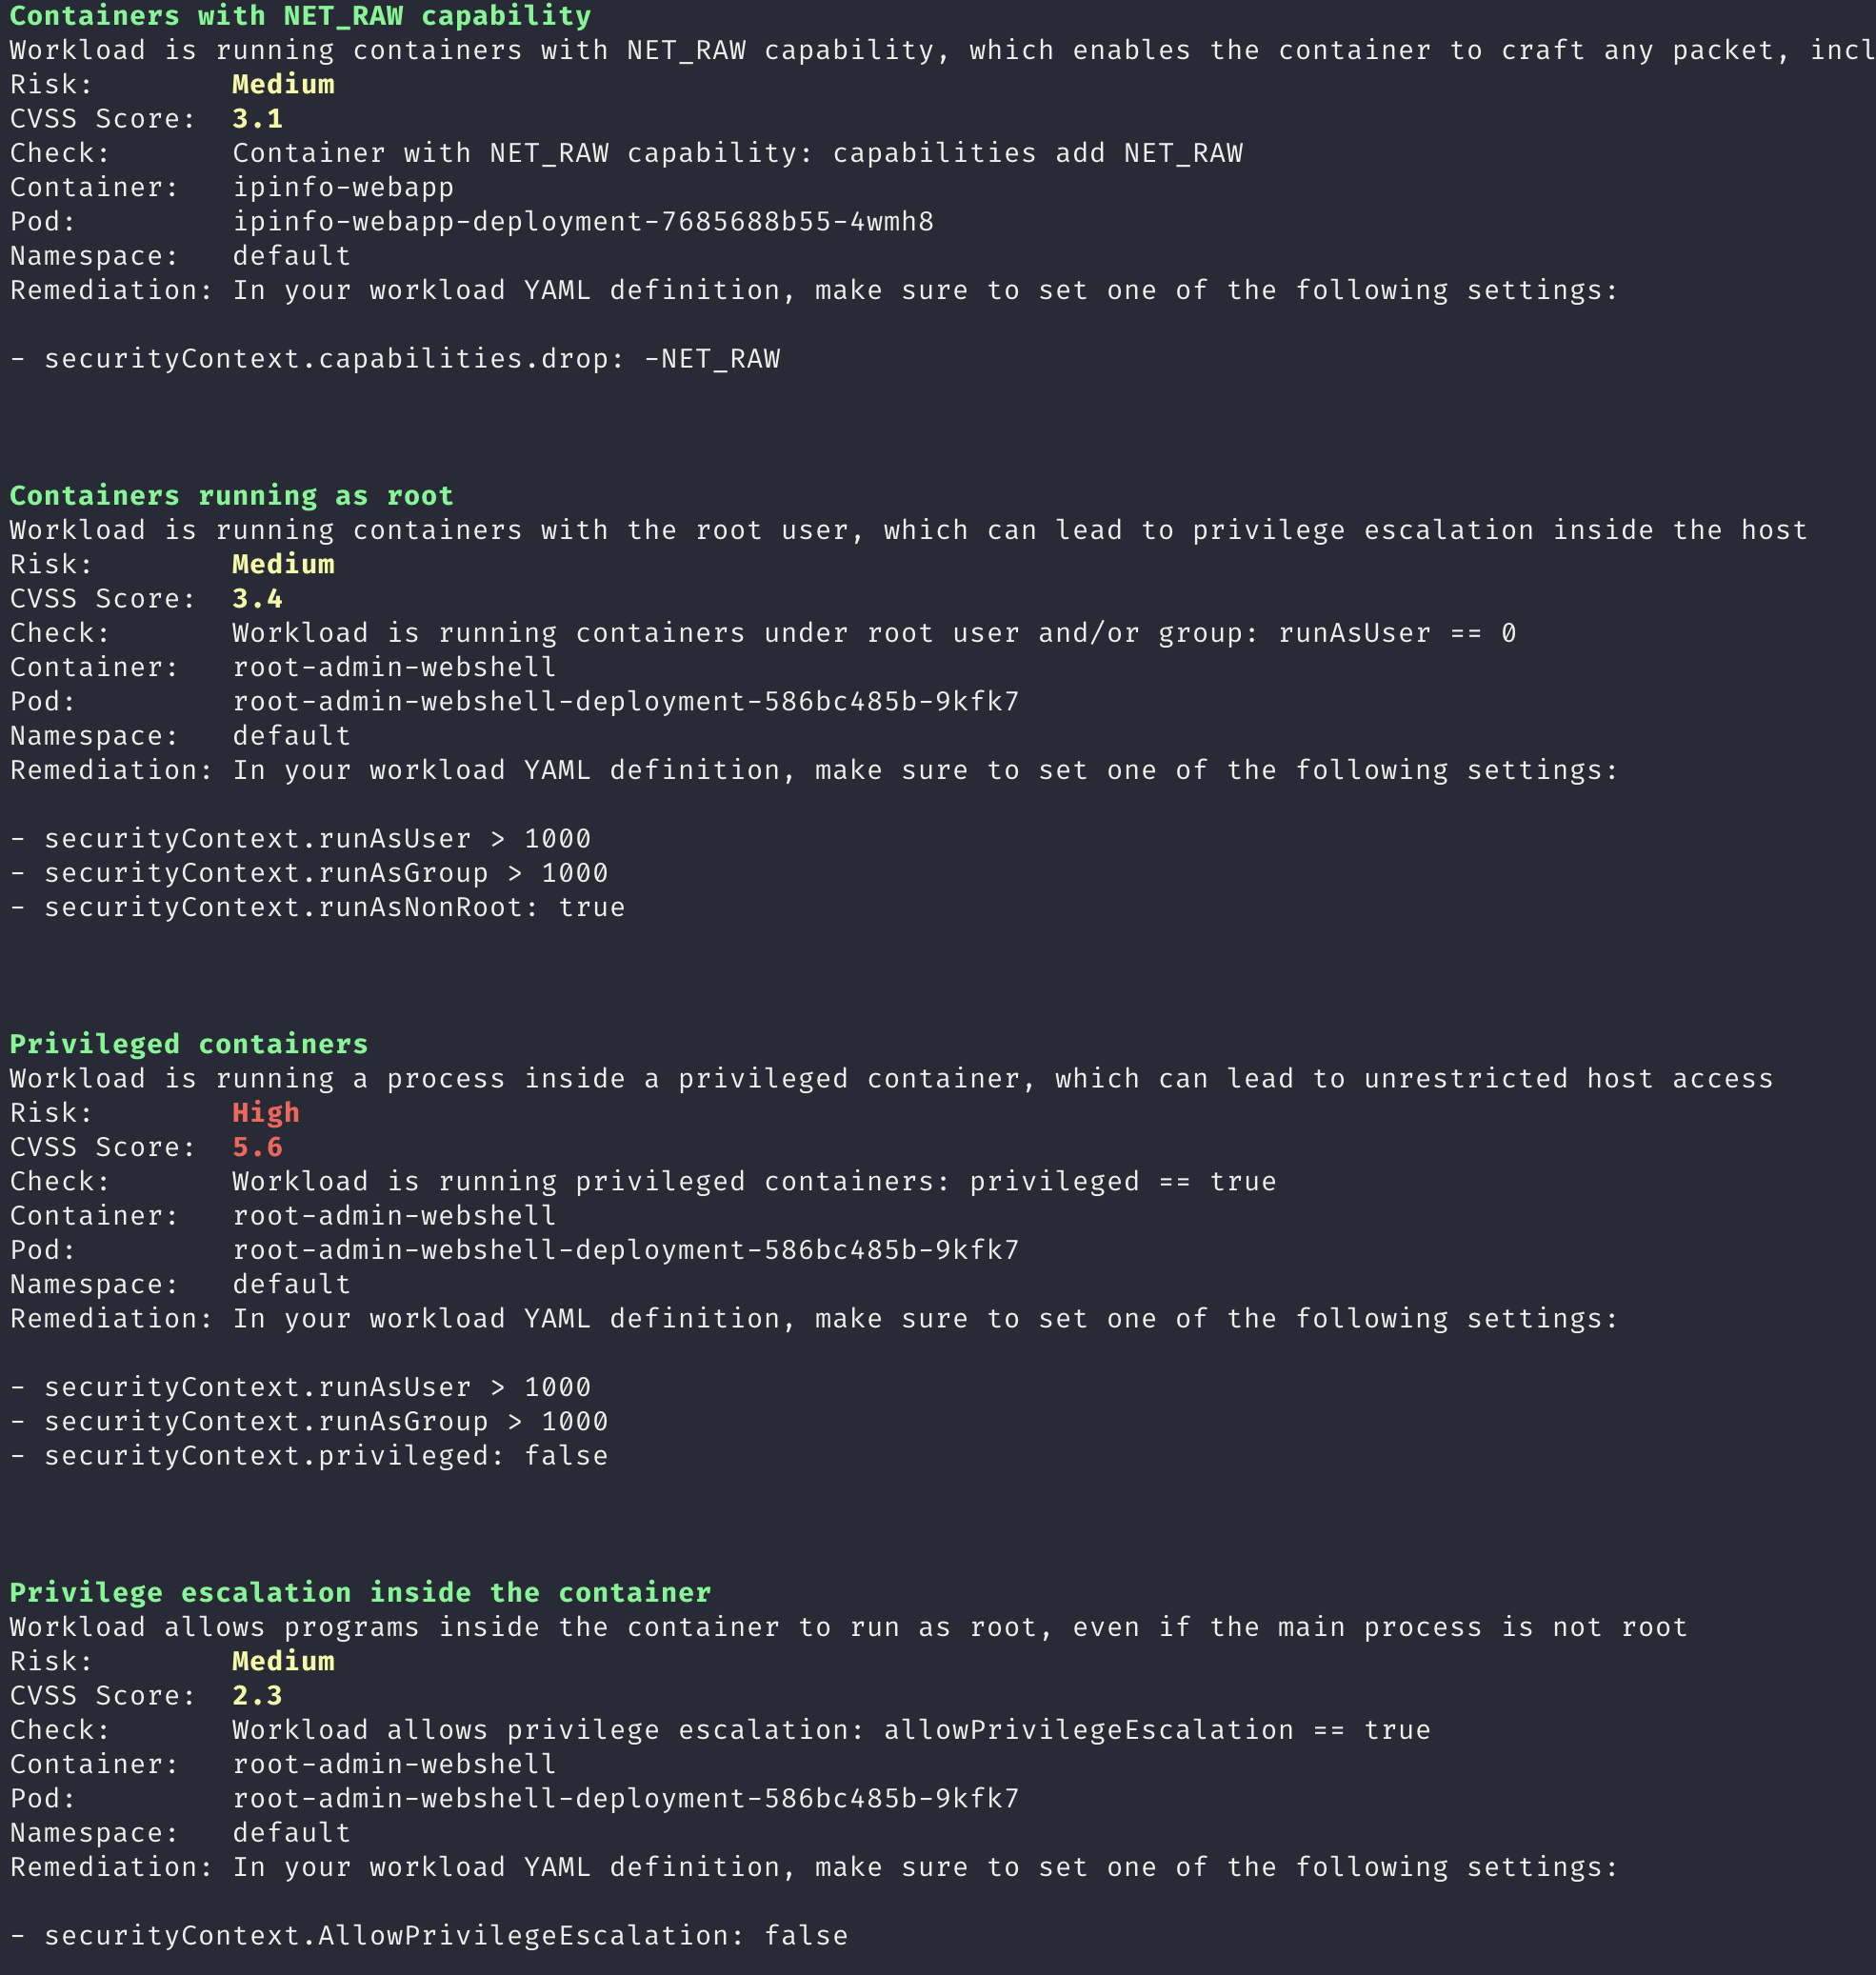 Containers with NET_RAW capability
Workload is running containers with NET_RAW capability, which enables the container to craft any packet, incl
Risk:        Medium
CVSS Score:  3.1
Check:       Container with NET_RAW capability: capabilities add NET_RAW
Container:   ipinfo-webapp
Pod:         ipinfo-webapp-deployment-7685688b55-4wmh8
Namespace:   default
Remediation: In your workload YAML definition, make sure to set one of the following settings:
- securityContext.capabilities.drop: -NET_RAW
Containers running as root
Workload is running containers with the root user, which can lead to privilege escalation inside the host
Risk:        Medium
CVSS Score:  3.4
Check:       Workload is running containers under root user and/or group: runAsUser == 0
Container:   root-admin-webshell
Pod:         root-admin-webshell-deployment-586bc485b-9kfk7
Namespace:   default
Remediation: In your workload YAML definition, make sure to set one of the following settings:
- securityContext.runAsUser > 1000
- securityContext.runAsGroup > 1000
- securityContext.runAsNonRoot: true
Privileged containers
Workload is running a process inside a privileged container, which can lead to unrestricted host access
Risk:        High
CVSS Score:  5.6
Check:       Workload is running privileged containers: privileged == true
Container:   root-admin-webshell
Pod:         root-admin-webshell-deployment-586bc485b-9kfk7
Namespace:   default
Remediation: In your workload YAML definition, make sure to set one of the following settings:
- securityContext.runAsUser > 1000
- securityContext.runAsGroup > 1000
- securityContext.privileged: false
Privilege escalation inside the container
Workload allows programs inside the container to run as root, even if the main process is not root
Risk:        Medium
CVSS Score:  2.3
Check:       Workload allows privilege escalation: allowPrivilegeEscalation == true
Container:   root-admin-webshell
Pod:         root-admin-webshell-deployment-586bc485b-9kfk7
Namespace:   default
Remediation: In your workload YAML definition, make sure to set one of the following settings:
- securityContext.AllowPrivilegeEscalation: false